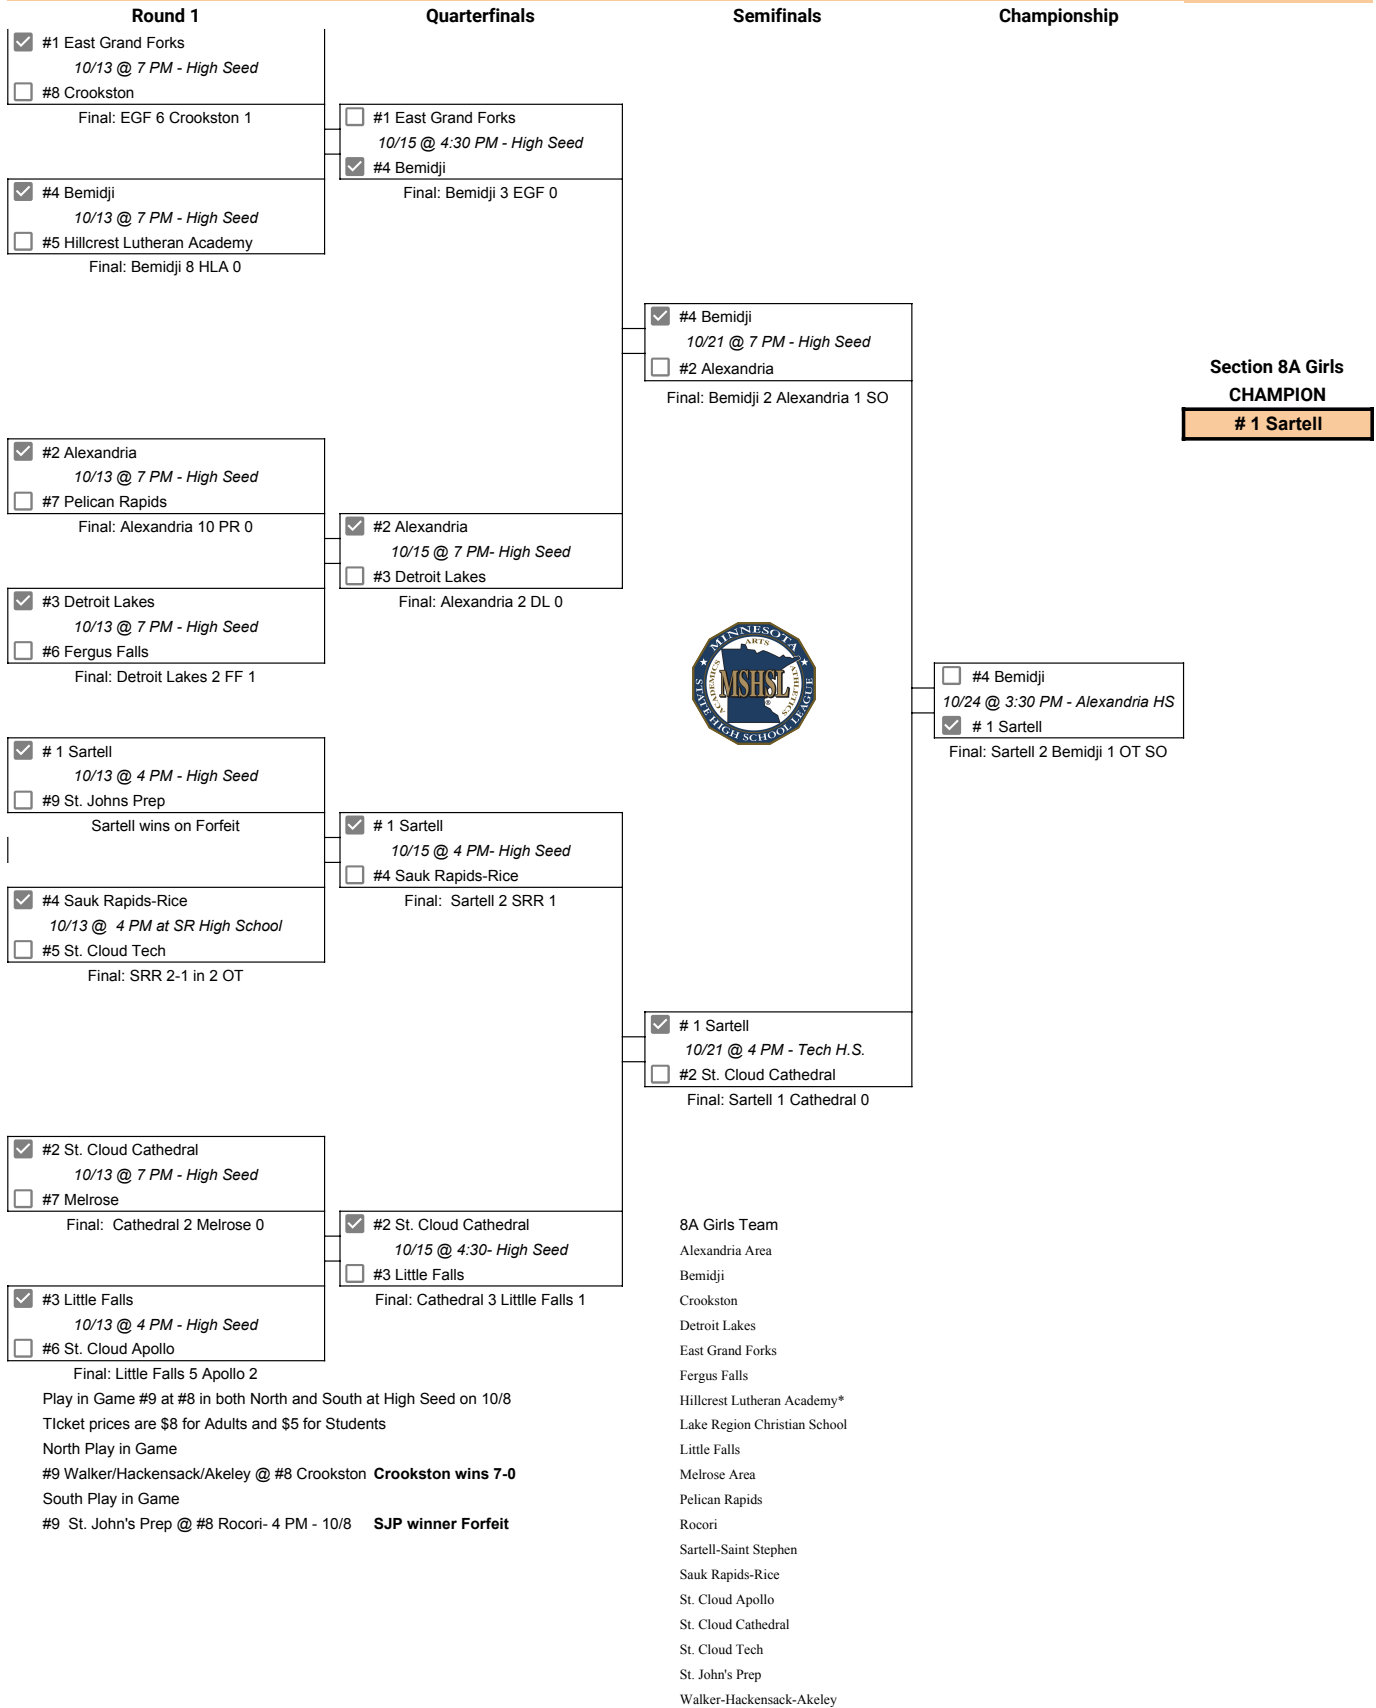 Round 1
Quarterfinals
Semifinals
Championship
#1 East Grand Forks
10/13 @ 7 PM - High Seed
#8 Crookston
Final: EGF 6 Crookston 1
#4 Bemidji
10/13 @ 7 PM - High Seed
#5 Hillcrest Lutheran Academy
Final: Bemidji 8 HLA 0
#2 Alexandria
10/13 @ 7 PM - High Seed
#7 Pelican Rapids
Final: Alexandria 10 PR 0
#3 Detroit Lakes
10/13 @ 7 PM - High Seed
#6 Fergus Falls
Final: Detroit Lakes 2 FF 1
# 1 Sartell
10/13 @ 4 PM - High Seed
#9 St. Johns Prep
Sartell wins on Forfeit
#4 Sauk Rapids-Rice
10/13 @  4 PM at SR High School
#5 St. Cloud Tech
Final: SRR 2-1 in 2 OT
#2 St. Cloud Cathedral
10/13 @ 7 PM - High Seed
#7 Melrose
Final:  Cathedral 2 Melrose 0
#3 Little Falls
10/13 @ 4 PM - High Seed
#6 St. Cloud Apollo
Final: Little Falls 5 Apollo 2
#1 East Grand Forks
10/15 @ 4:30 PM - High Seed
#4 Bemidji
Final: Bemidji 3 EGF 0
#2 Alexandria
10/15 @ 7 PM- High Seed
#3 Detroit Lakes
Final: Alexandria 2 DL 0
# 1 Sartell
10/15 @ 4 PM- High Seed
#4 Sauk Rapids-Rice
Final:  Sartell 2 SRR 1
#2 St. Cloud Cathedral
10/15 @ 4:30- High Seed
#3 Little Falls
Final: Cathedral 3 Littlle Falls 1
#4 Bemidji
10/21 @ 7 PM - High Seed
#2 Alexandria
Final: Bemidji 2 Alexandria 1 SO
# 1 Sartell
10/21 @ 4 PM - Tech H.S.
#2 St. Cloud Cathedral
Final: Sartell 1 Cathedral 0
#4 Bemidji
10/24 @ 3:30 PM - Alexandria HS
# 1 Sartell
Final: Sartell 2 Bemidji 1 OT SO
Section 8A Girls
CHAMPION
# 1 Sartell
MINNESOTA
STATE HIGH SCHOOL LEAGUE
ARTS
ACADEMICS
ATHLETICS
MSHSL
®
Play in Game #9 at #8 in both North and South at High Seed on 10/8
TIcket prices are $8 for Adults and $5 for Students
North Play in Game
#9 Walker/Hackensack/Akeley @ #8 Crookston Crookston wins 7-0
South Play in Game
#9  St. John's Prep @ #8 Rocori- 4 PM - 10/8 SJP winner Forfeit
8A Girls Team
Alexandria Area
Bemidji
Crookston
Detroit Lakes
East Grand Forks
Fergus Falls
Hillcrest Lutheran Academy*
Lake Region Christian School
Little Falls
Melrose Area
Pelican Rapids
Rocori
Sartell-Saint Stephen
Sauk Rapids-Rice
St. Cloud Apollo
St. Cloud Cathedral
St. Cloud Tech
St. John's Prep
Walker-Hackensack-Akeley